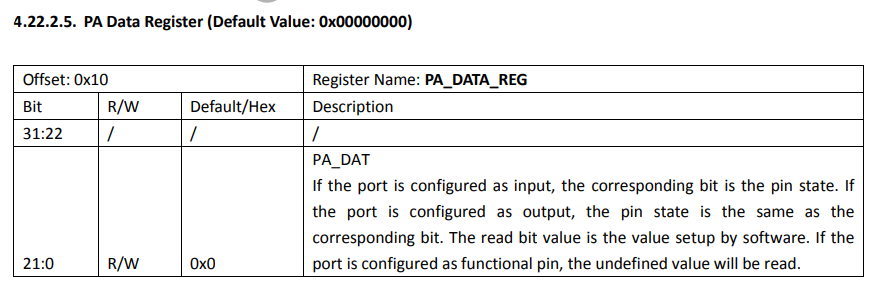 4.22.2.5. PA Data Register (Default Value: 0x00000000)
Offset: 0x10 Register Name: PA_DATA_REG
Bit R/W Default/Hex Description
31:22 / / /
PA_DAT
If the port is configured as input, the corresponding bit is the pin state. If
the port is configured as output, the pin state is the same as the
corresponding bit. The read bit value is the value setup by software. If the
21:0 R/W 0x0 port is configured as functional pin, the undefined value will be read.